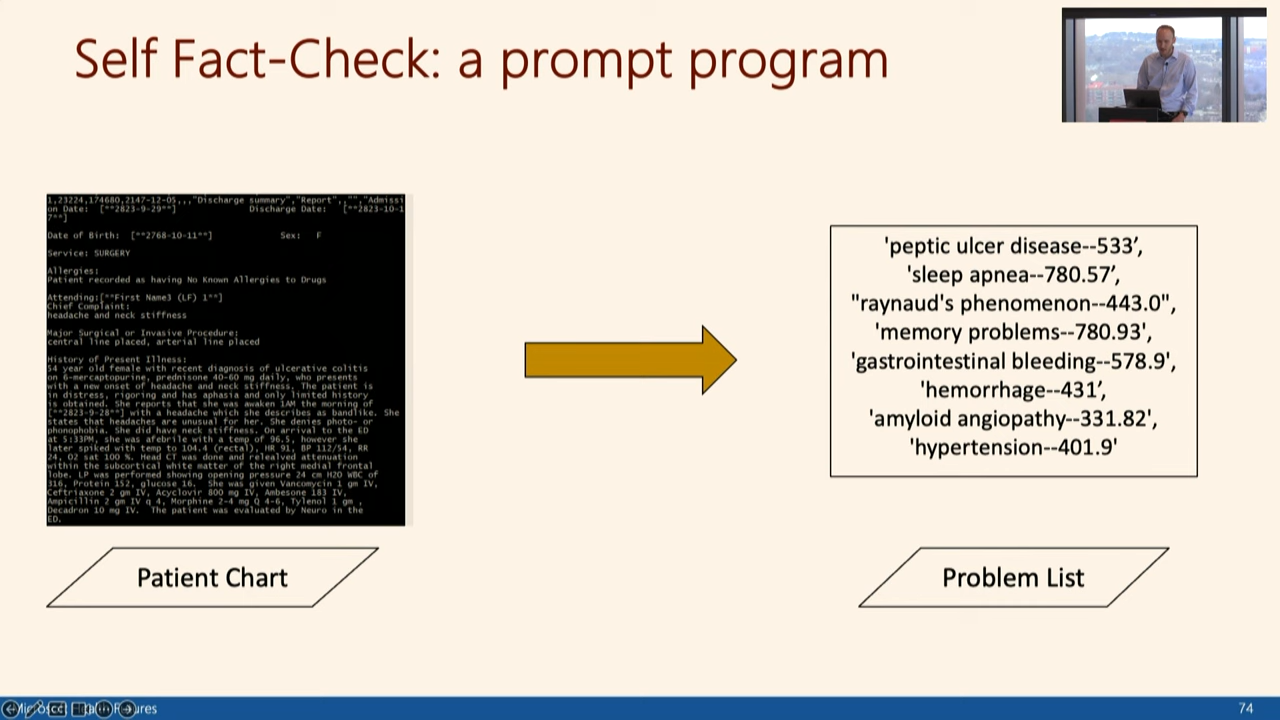 Self Fact-Check: a prompt program
1,23224,174680,2147-12-05,,,"Discharge summary","Report",,"","Admissi
on Date: [**2823-9-29**] Discharge Date: [**2823-10-1
7**]
Date of Birth: [**2768-10-11**] Sex: F
Service: SURGERY
Allergies:
Patient recorded as having No Known Allergies to Drugs
Attending:[**First Name3 (LF) 1**]
Chief Complaint:
headache and neck stiffness
Major Surgical or Invasive Procedure:
central line placed, arterial line placed
History of Present Illness:
54 year old female with recent diagnosis of ulcerative colitis
on 6-mercaptopurine, prednisone 40-60 mg daily, who presents
with a new onset of headache and neck stiffness. The patient is
in distress, rigoring and has aphasia and only limited history
is obtained. She reports that she was awaken 1AM the morning of
[**2823-9-28**] with a headache which she describes as bandlike. She
states that headaches are unusual for her. She denies photo- or
phonophobia. She did have neck stiffness. On arrival to the ED
at 5:33PM, she was afebrile with a temp of 96.5, however she
later spiked with temp to 104.4 (rectal), HR 91, BP 112/54, RR
24, O2 sat 100 %. Head CT was done and relealved attenuation
within the subcortical white matter of the right medial frontal
lobe. LP was performed showing opening pressure 24 cm H2O WBC of
316, Protein 152, glucose 16. She was given Vancomycin 1 gm IV,
Ceftriaxone 2 gm IV, Acyclovir 800 mg IV, Ambesone 183 IV,
Ampicillin 2 gm IV q 4, Morphine 2-4 mg Q 4-6, Tylenol 1 gm ,
Decadron 10 mg IV. The patient was evaluated by Neuro in the
ED.
'peptic ulcer disease--533’,
'sleep apnea--780.57’,
"raynaud's phenomenon--443.0",
'memory problems--780.93',
'gastrointestinal bleeding--578.9',
'hemorrhage--431’,
'amyloid angiopathy--331.82',
'hypertension--401.9'
Patient Chart
Problem List
74